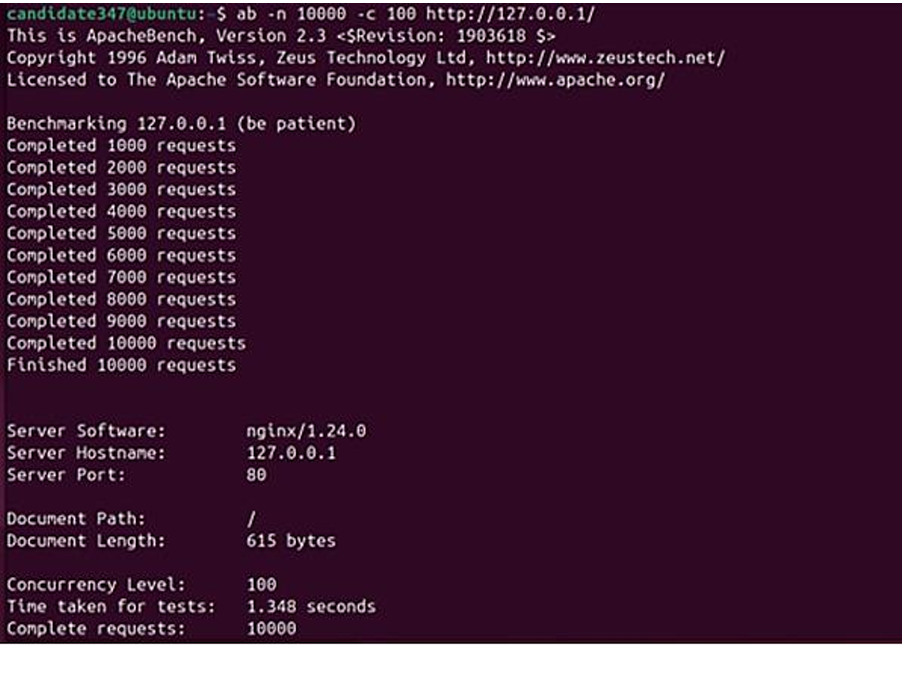 candidate347@ubuntu:~$ ab -n 10000 -c 100 http://127.0.0.1/
This is ApacheBench, Version 2.3 <$Revision: 1903618 $>
Copyright 1996 Adam Twiss, Zeus Technology Ltd, http://www.zeustech.net/
Licensed to The Apache Software Foundation, http://www.apache.org/
Benchmarking 127.0.0.1 (be patient)
Completed 1000 requests
Completed 2000 requests
Completed 3000 requests
Completed 4000 requests
Completed 5000 requests
Completed 6000 requests
Completed 7000 requests
Completed 8000 requests
Completed 9000 requests
Completed 10000 requests
Finished 10000 requests
Server Software: nginx/1.24.0
Server Hostname: 127.0.0.1
Server Port: 80
Document Path: /
Document Length: 615 bytes
Concurrency Level: 100
Time taken for tests: 1.348 seconds
Complete requests: 10000